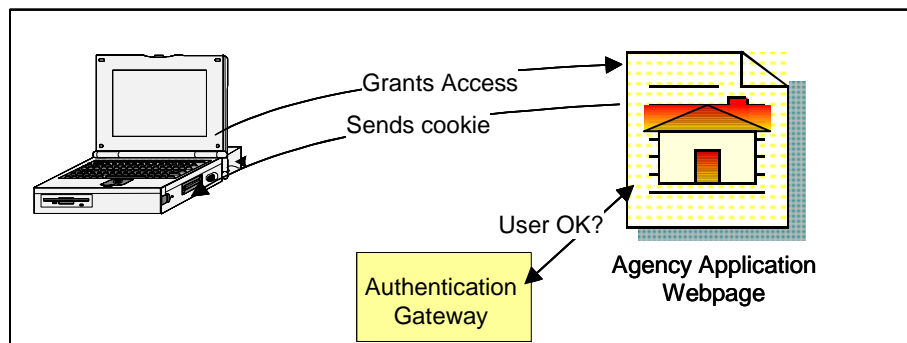 Grants Access
Sends cookie
User OK?
Authentication
Gateway
Agency Application
Webpage